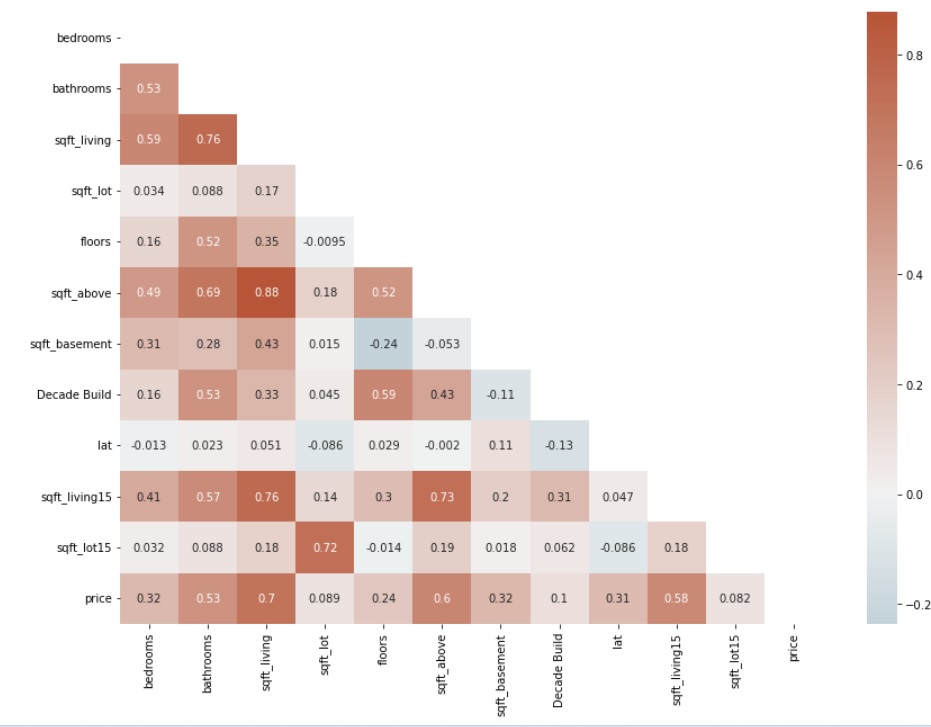 bedrooms
bathrooms 0.53
sqft_living 0.59 0.76
sqft_lot 0.034 0.088 0.17
floors 0.16 0.52 0.35 -0.0095
sqft_above 0.49 0.69 0.88 0.18 0.52
sqft_basement 0.31 0.28 0.43 0.015 -0.24 -0.053
Decade Build 0.16 0.53 0.33 0.045 0.59 0.43 -0.11
lat -0.013 0.023 0.051 -0.086 0.029 -0.002 0.11 -0.13
sqft_living15 0.41 0.57 0.76 0.14 0.3 0.73 0.2 0.31 0.047
sqft_lot15 0.032 0.088 0.18 0.72 -0.014 0.19 0.018 0.062 -0.086 0.18
price 0.32 0.53 0.7 0.089 0.24 0.6 0.32 0.1 0.31 0.58 0.082
bedrooms
bathrooms
sqft_living
sqft_lot
floors
sqft_above
sqft_basement
Decade Build
lat
sqft_living15
sqft_lot15
price
0.8
0.6
0.4
0.2
0.0
−0.2